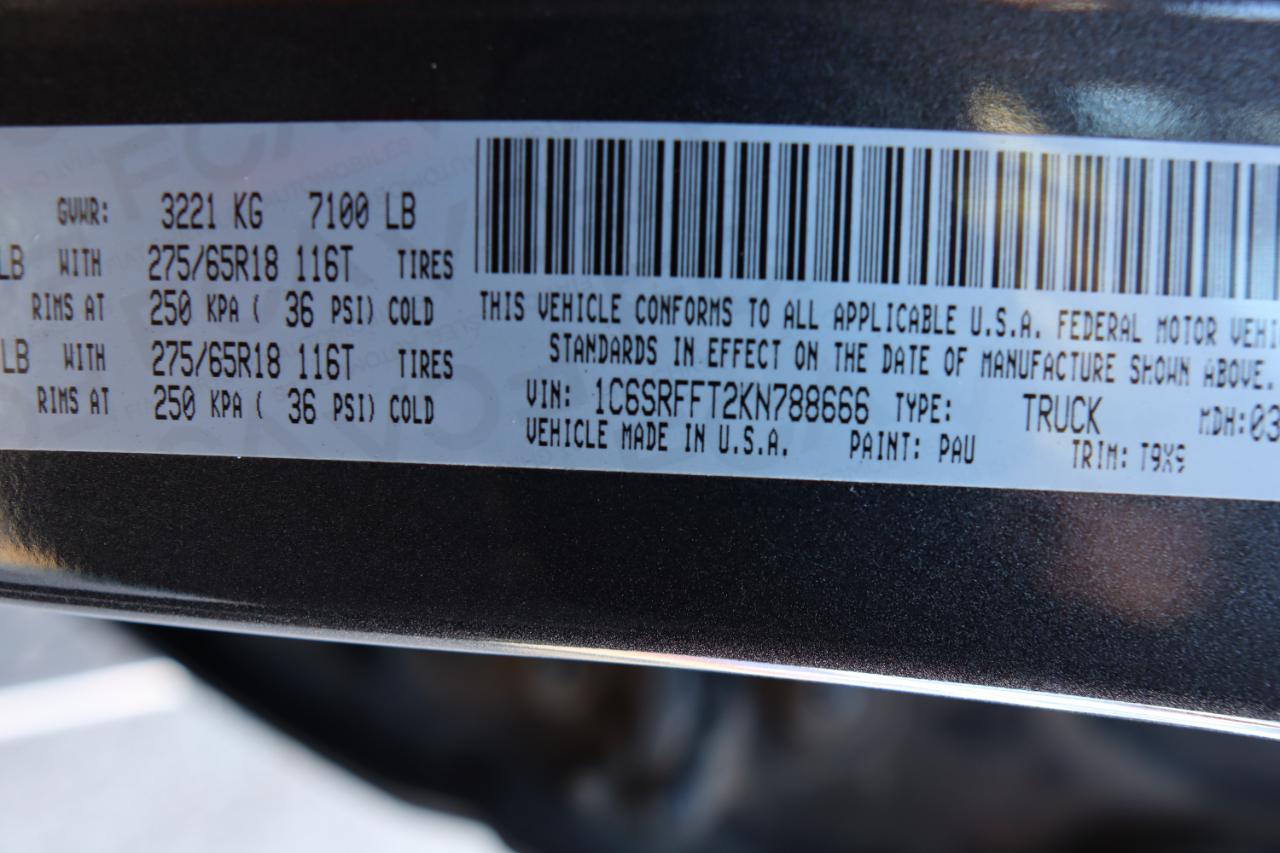 GVWR: 3221 KG 7100 LB
LB WITH 275/65R18 116T TIRES
RIMS AT 250 KPA ( 36 PSI) COLD
LB WITH 275/65R18 116T TIRES
RIMS AT 250 KPA ( 36 PSI) COLD
THIS VEHICLE CONFORMS TO ALL APPLICABLE U.S.A. FEDERAL MOTOR VEHI
STANDARDS IN EFFECT ON THE DATE OF MANUFACTURE SHOWN ABOVE.
VIN: 1C6SRFFT2KN788666 TYPE: TRUCK MDH:03
VEHICLE MADE IN U.S.A. PAINT: PAU TRIM: T9X9